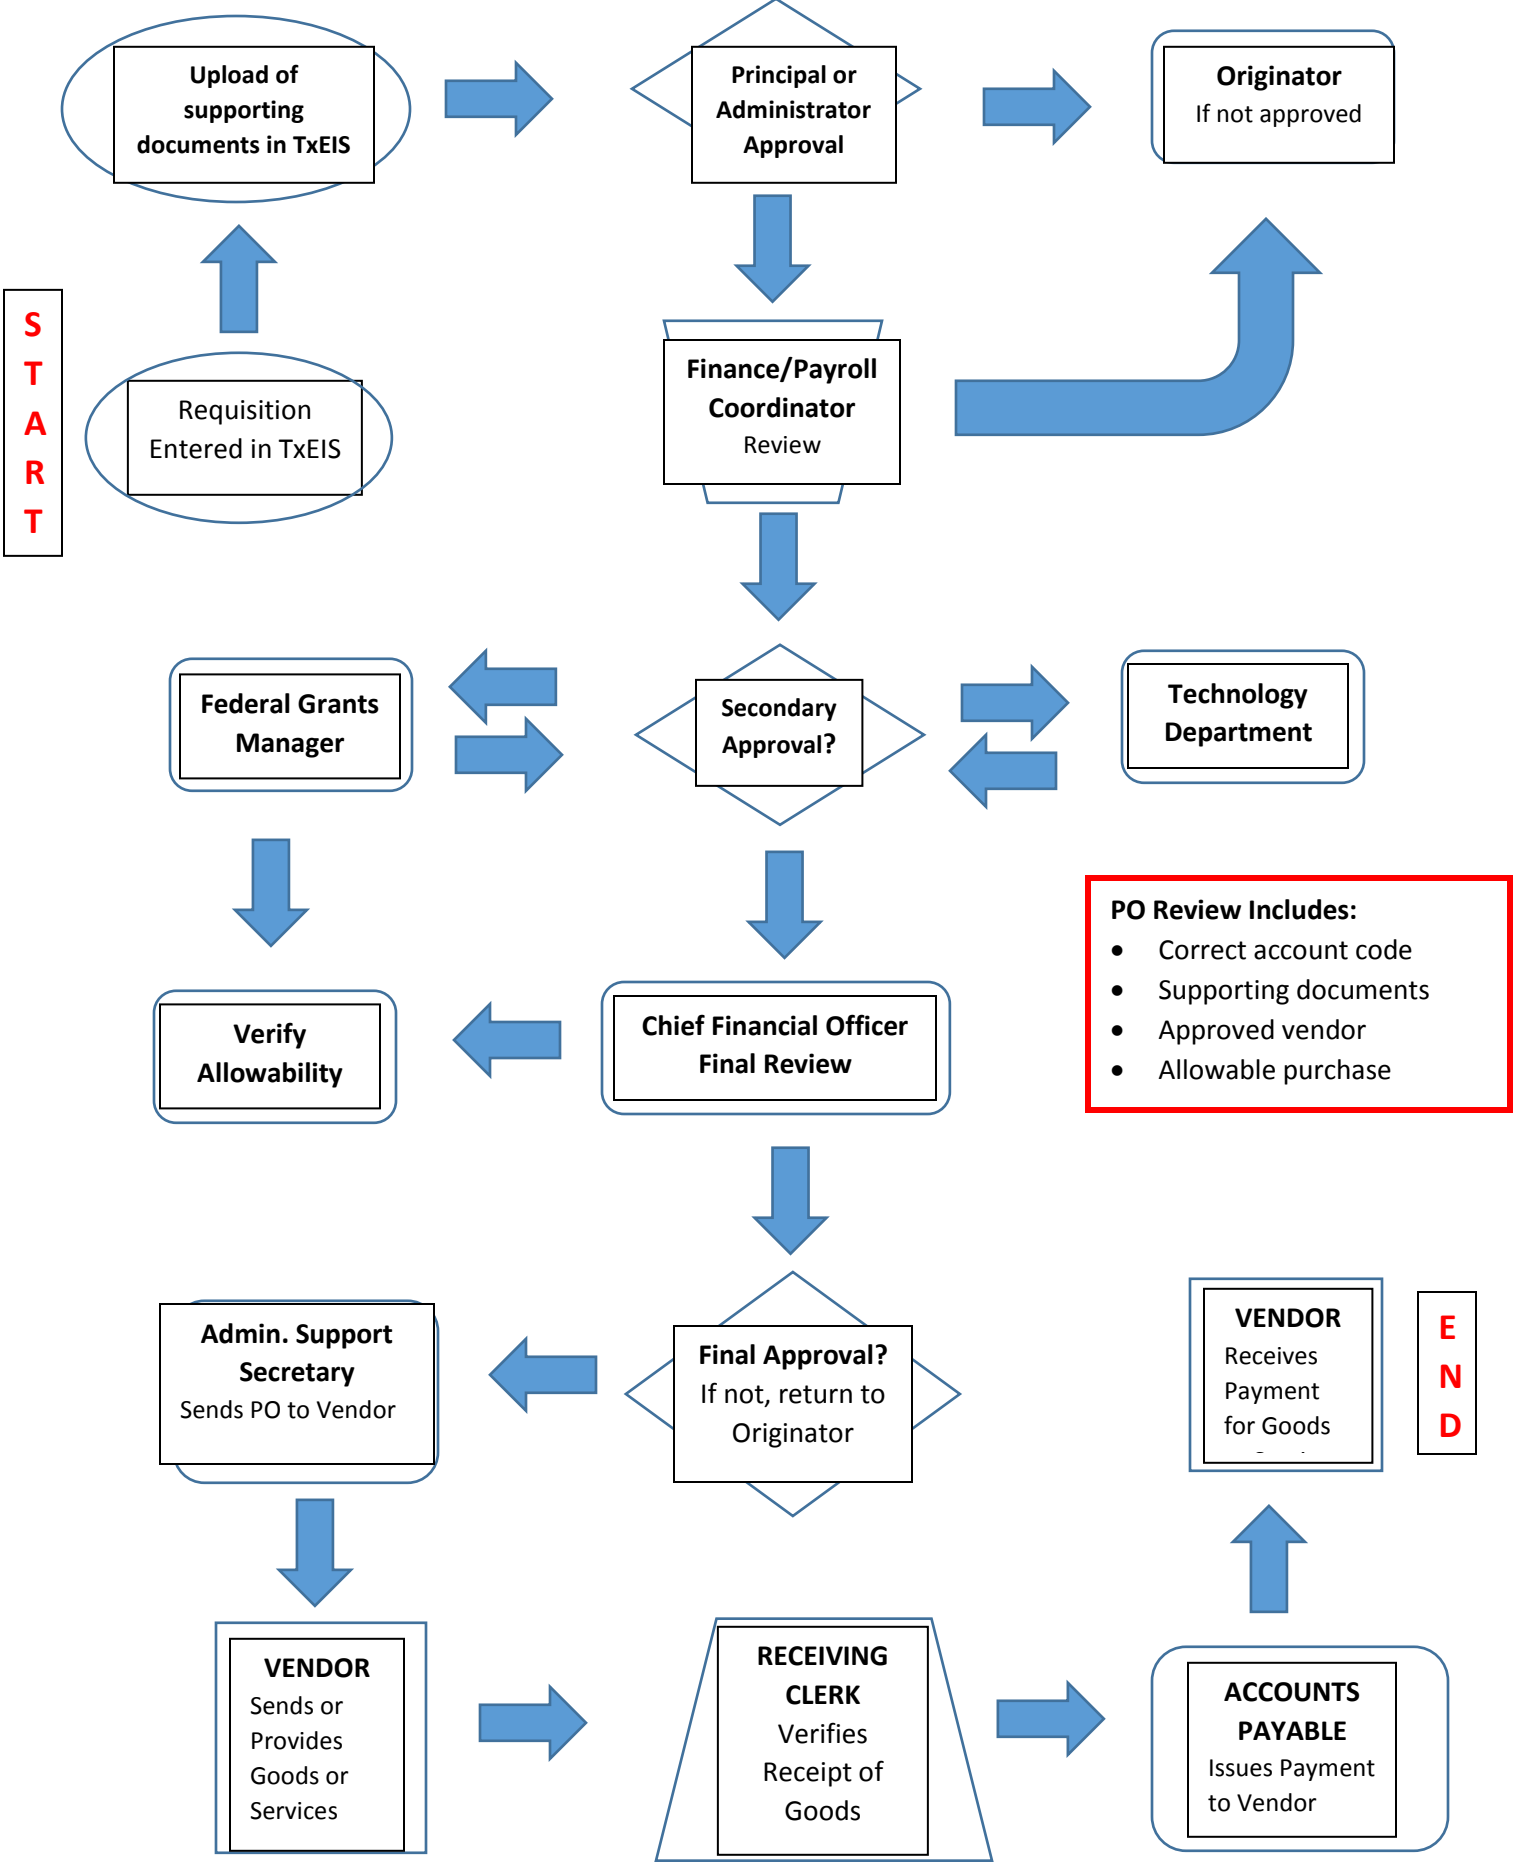 Upload of
supporting
documents in TxEIS
Principal or
Administrator
Approval
Originator
If not approved
S
T
A
R
T
Requisition
Entered in TxEIS
Finance/Payroll
Coordinator
Review
Federal Grants
Manager
Secondary
Approval?
Technology
Department
PO Review Includes:
• Correct account code
• Supporting documents
• Approved vendor
• Allowable purchase
Verify
Allowability
Chief Financial Officer
Final Review
Admin. Support
Secretary
Sends PO to Vendor
Final Approval?
If not, return to
Originator
VENDOR
Receives
Payment
for Goods
E
N
D
VENDOR
Sends or
Provides
Goods or
Services
RECEIVING
CLERK
Verifies
Receipt of
Goods
ACCOUNTS
PAYABLE
Issues Payment
to Vendor